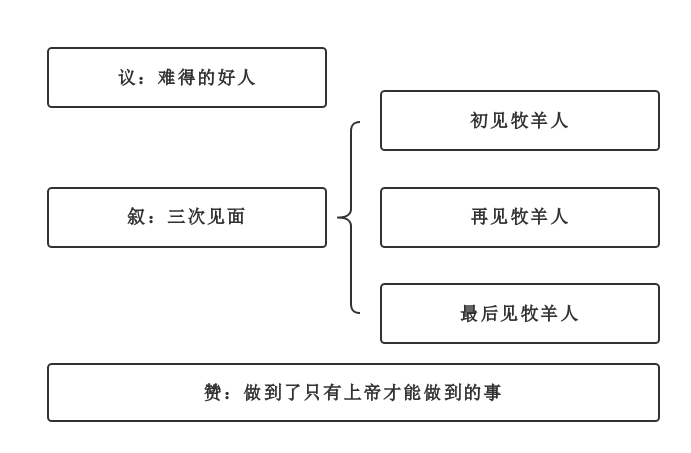 议：难得的好人
初见牧羊人
叙：三次见面
再见牧羊人
最后见牧羊人
赞：做到了只有上帝才能做到的事